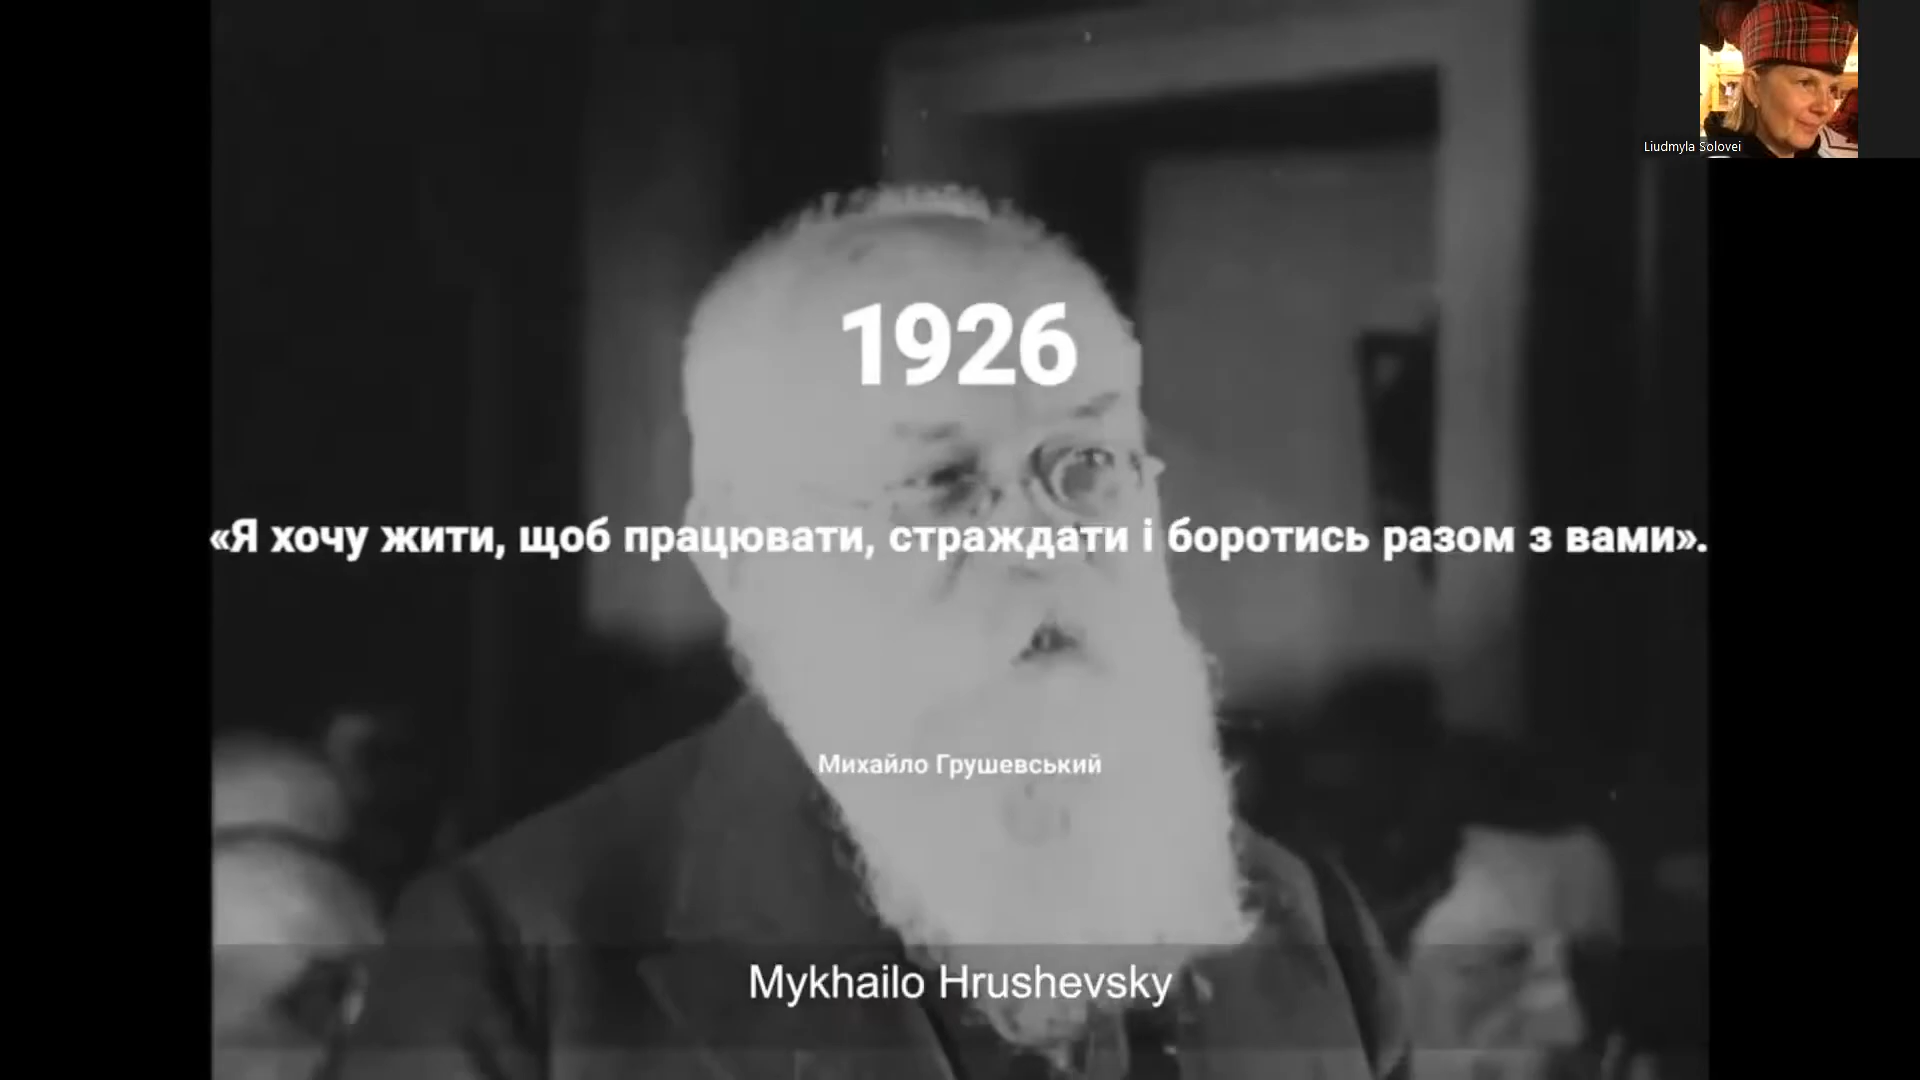 Liudmyla Solovei
1926
«Я хочу жити, щоб працювати, страждати і боротись разом з вами».
Михайло Грушевський
Mykhailo Hrushevsky